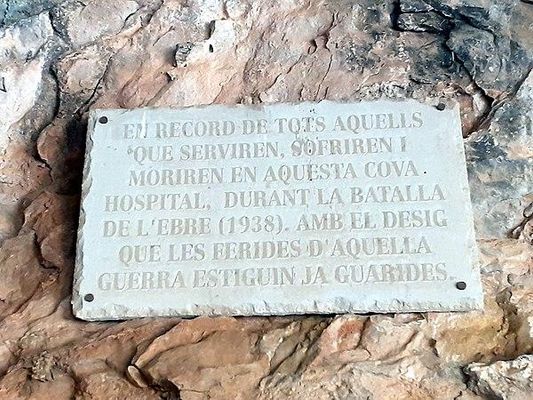 EN RECORD DE TOTS AQUELLS
QUE SERVIREN, SOFRIREN I
MORIREN EN AQUESTA COVA
HOSPITAL, DURANT LA BATALLA
DE L'EBRE (1938). AMB EL DESIG
QUE LES FERIDES D'AQUELLA
GUERRA ESTIGUIN JA GUARIDES.